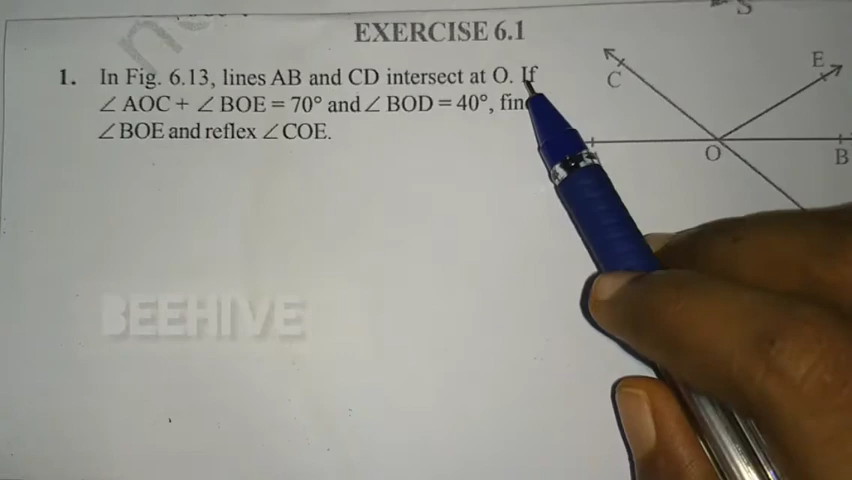 S
EXERCISE 6.1
1. In Fig. 6.13, lines AB and CD intersect at O. If
∠ AOC + ∠ BOE = 70° and ∠ BOD = 40°,
∠ BOE and reflex ∠ COE.
C
E
O
B
BEEHIVE